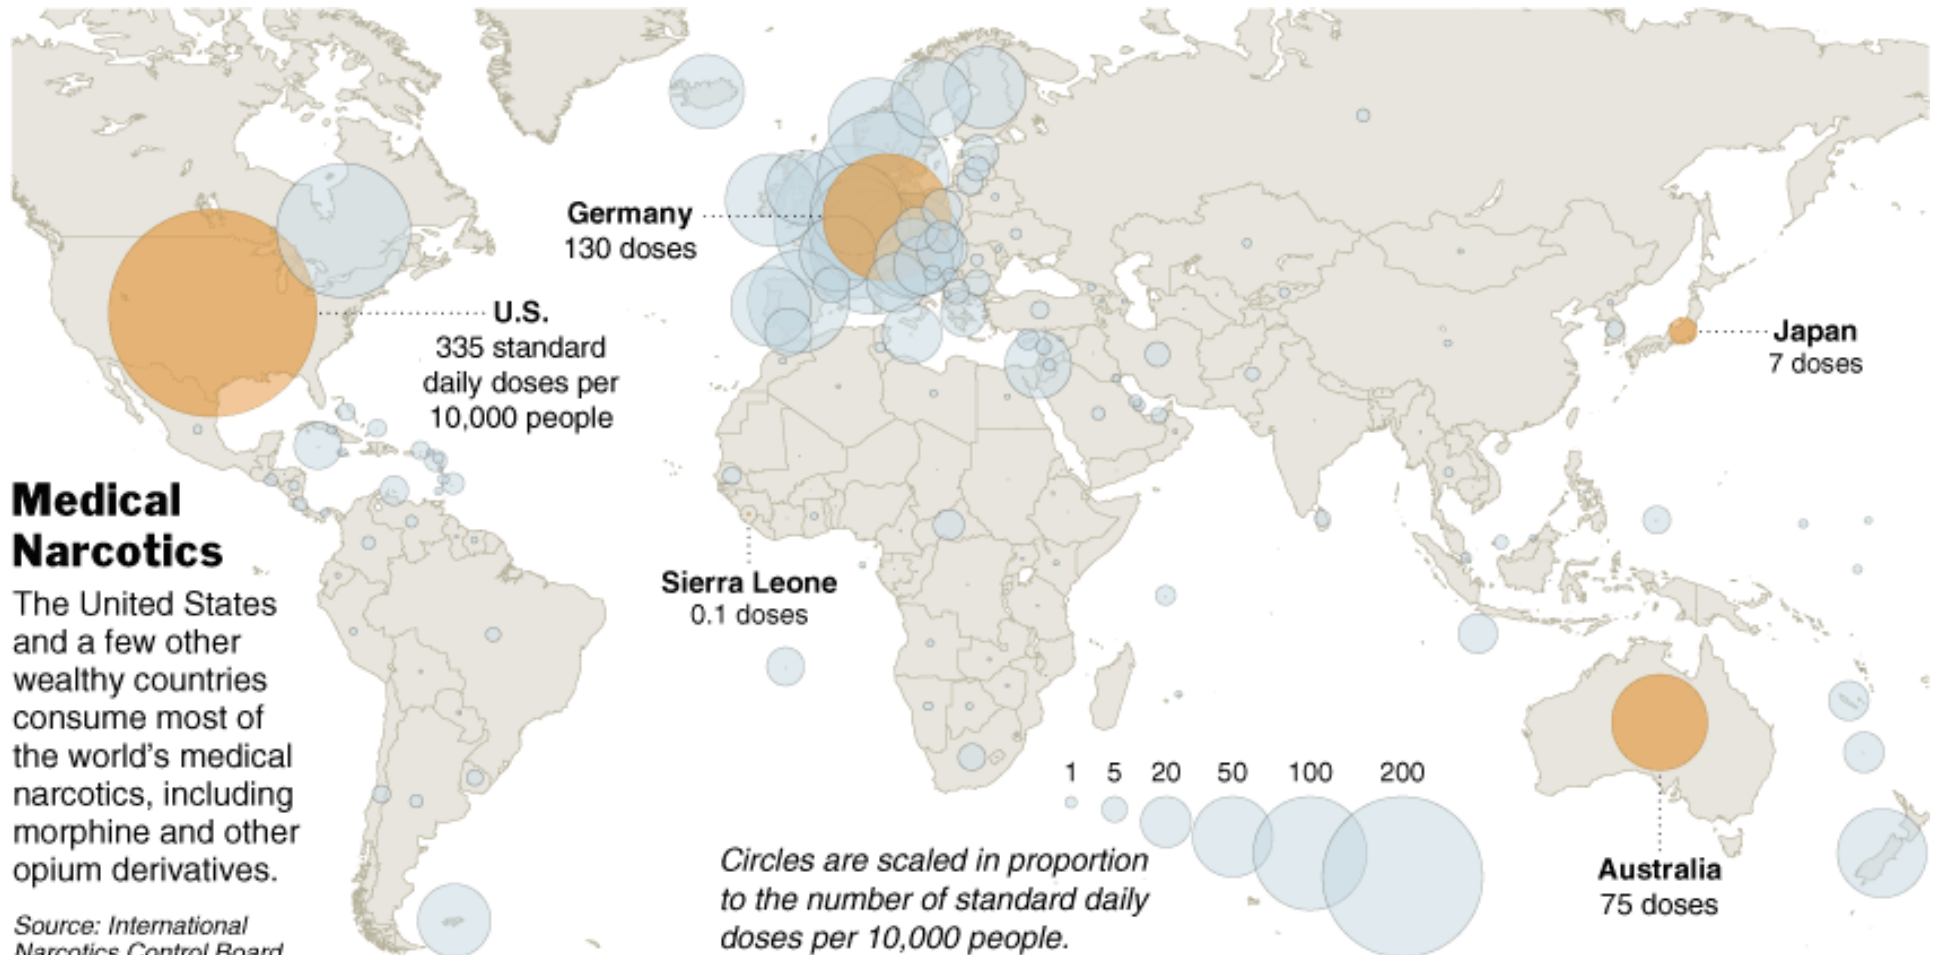 Germany
130 doses
U.S.
335 standard
daily doses per
10,000 people
Japan
7 doses
Medical
Narcotics
The United States
and a few other
wealthy countries
consume most of
the world's medical
narcotics, including
morphine and other
opium derivatives.
Source: International
Narcotics Control Board
Sierra Leone
0.1 doses
1 5 20 50 100 200
Circles are scaled in proportion
to the number of standard daily
doses per 10,000 people.
Australia
75 doses